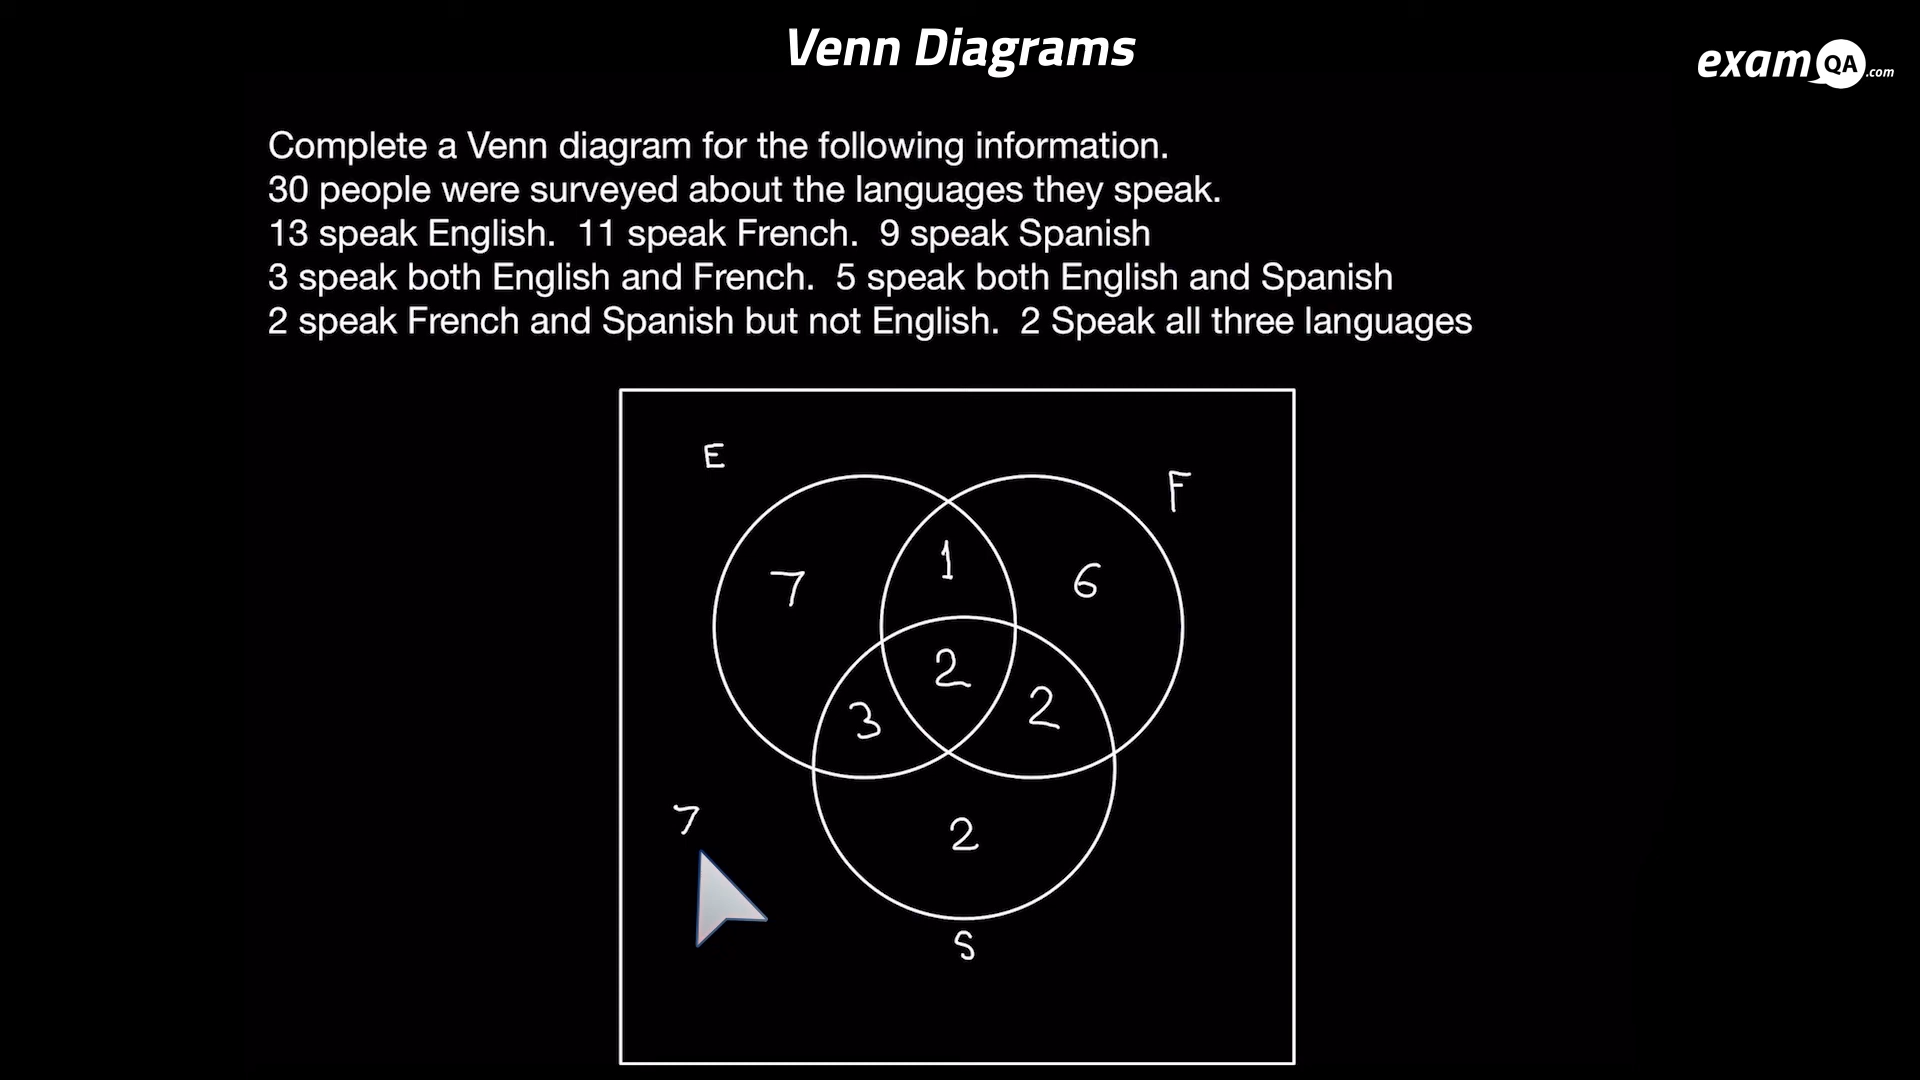 Venn Diagrams
examQA.com
Complete a Venn diagram for the following information.
30 people were surveyed about the languages they speak.
13 speak English.  11 speak French.  9 speak Spanish
3 speak both English and French.  5 speak both English and Spanish
2 speak French and Spanish but not English.  2 Speak all three languages
E
F
1
7
6
2
3
2
7
2
S